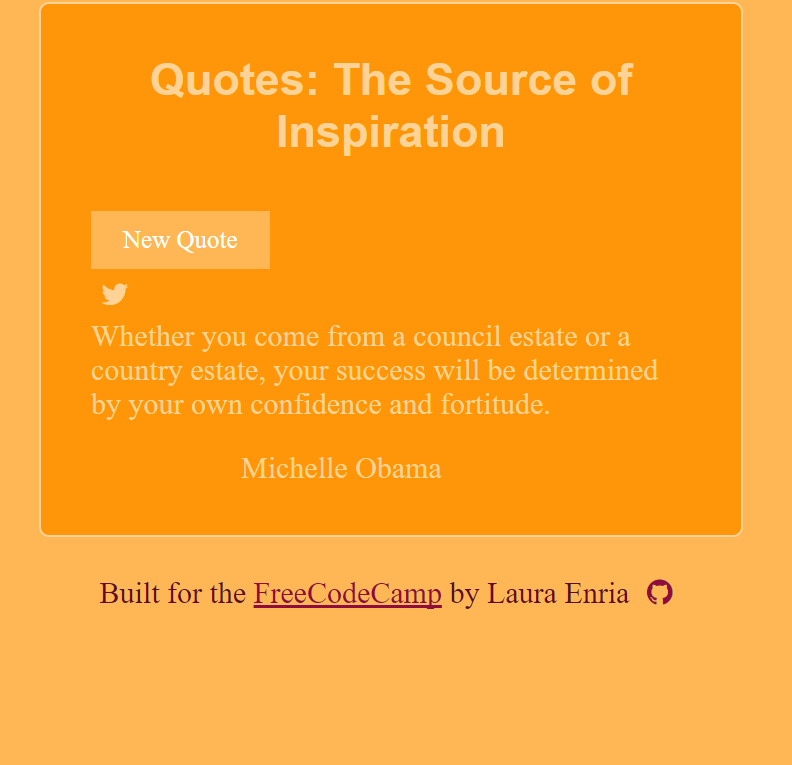 Quotes: The Source of
Inspiration
New Quote
Whether you come from a council estate or a
country estate, your success will be determined
by your own confidence and fortitude.
Michelle Obama
Built for the FreeCodeCamp by Laura Enria